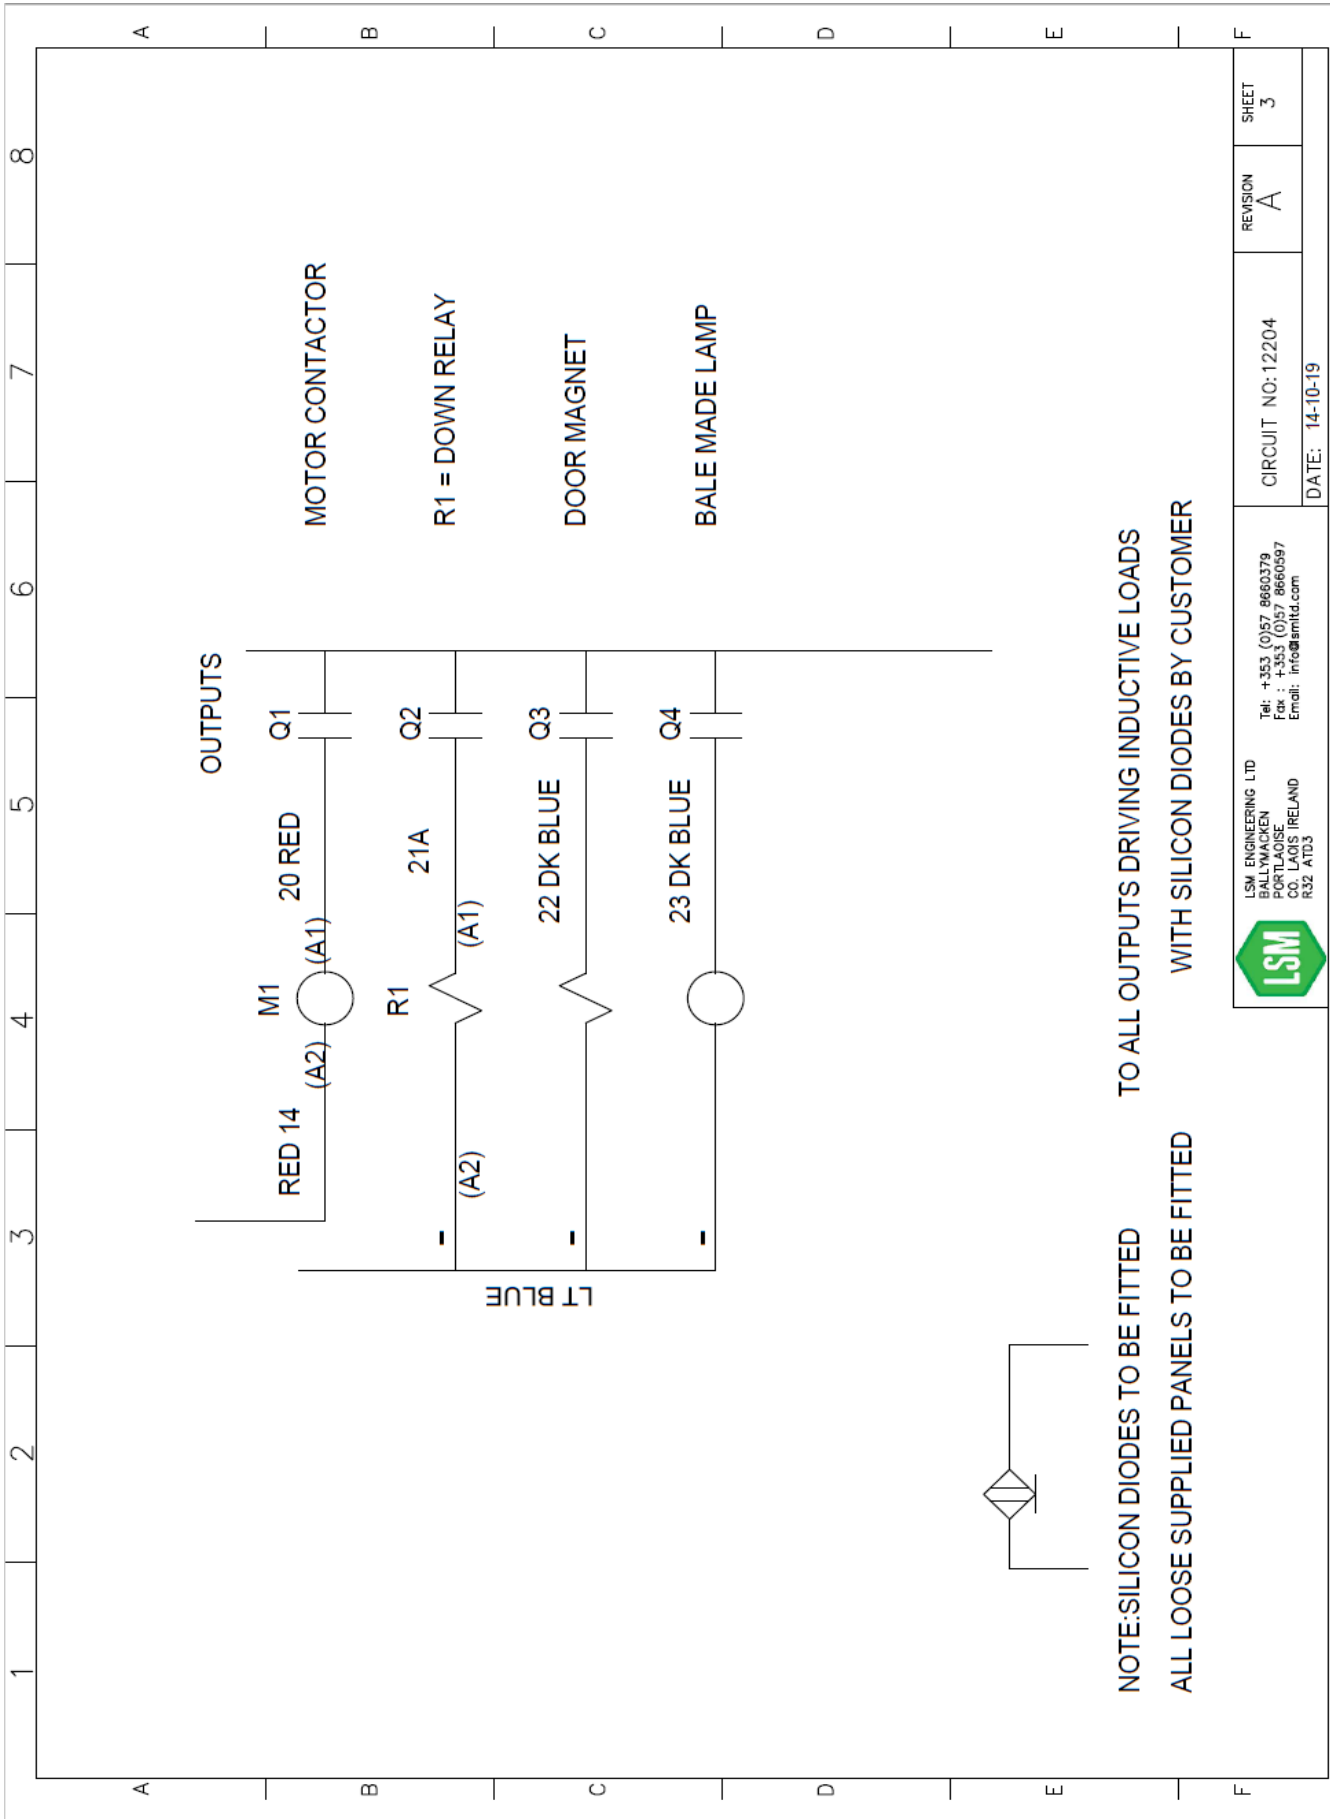 1 2 3 4 5 6 7 8
A A
B B
C C
D D
E E
F F
OUTPUTS
RED 14 (A2) M1 (A1) 20 RED Q1 MOTOR CONTACTOR
- (A2) R1 (A1) 21A Q2 R1 = DOWN RELAY
- 22 DK BLUE Q3 DOOR MAGNET
- 23 DK BLUE Q4 BALE MADE LAMP
LT BLUE
NOTE:SILICON DIODES TO BE FITTED TO ALL OUTPUTS DRIVING INDUCTIVE LOADS
ALL LOOSE SUPPLIED PANELS TO BE FITTED WITH SILICON DIODES BY CUSTOMER
LSM
LSM ENGINEERING LTD
BALLYMACKEN
PORTLAOISE
CO. LAOIS IRELAND
R32 ATD3
Tel: +353 (0)57 8660379
Fax : +353 (0)57 8660597
Email: info@lsmltd.com
CIRCUIT NO:12204
DATE: 14-10-19
REVISION
A
SHEET
3